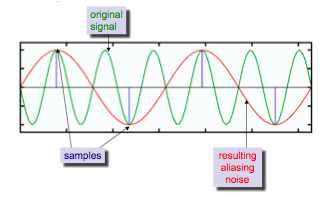 original
signal
samples
resulting
aliasing
noise